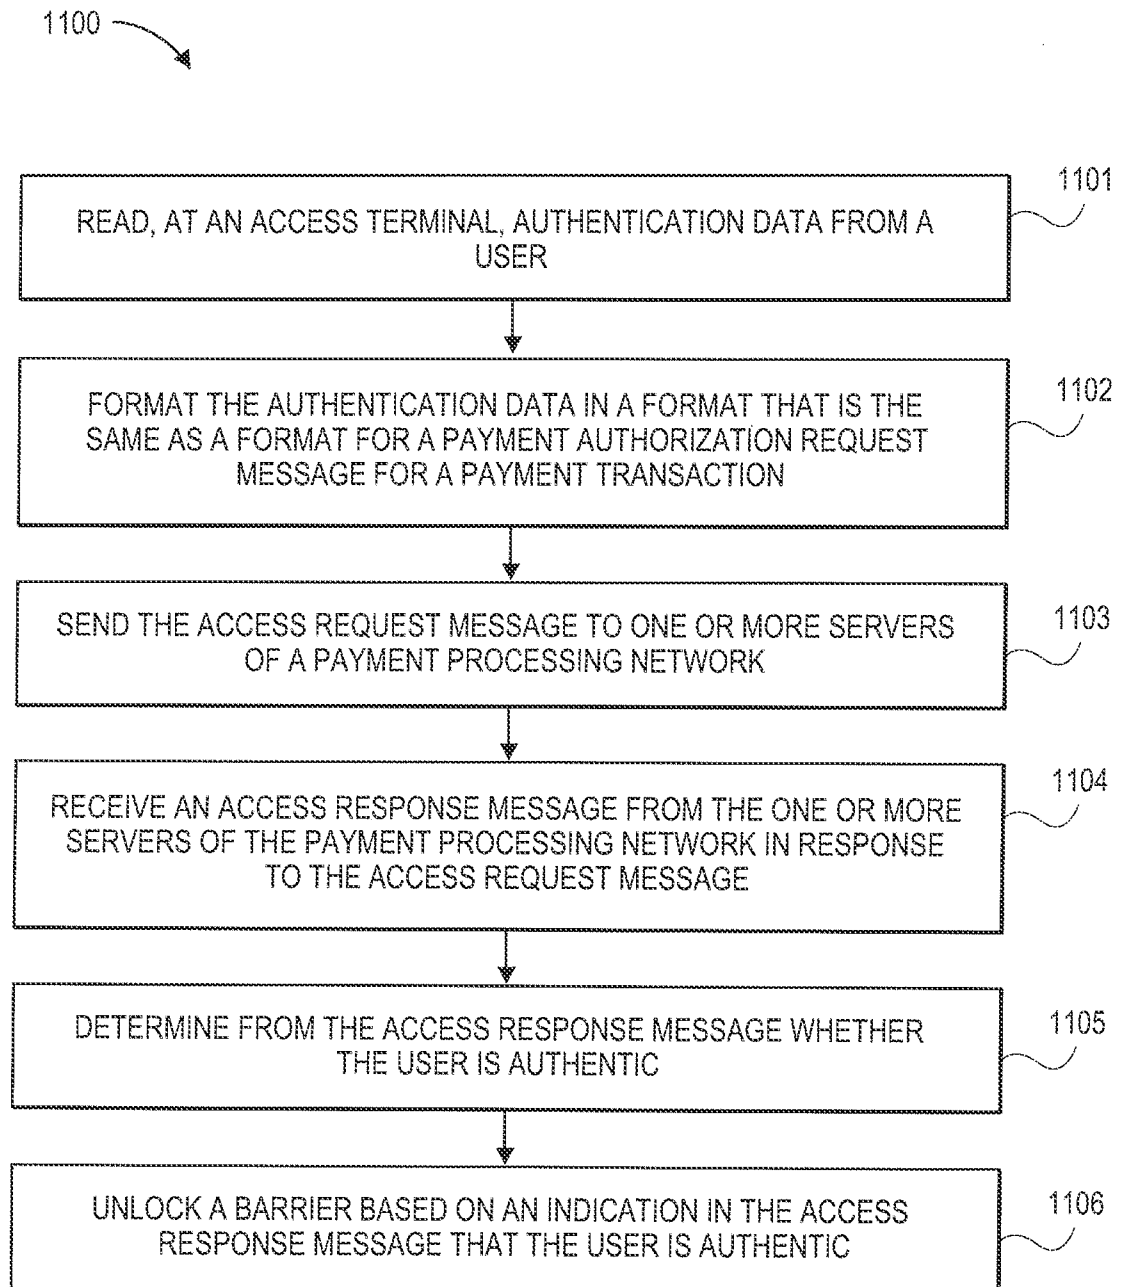 1100
1101
READ, AT AN ACCESS TERMINAL, AUTHENTICATION DATA FROM A
USER
1102
FORMAT THE AUTHENTICATION DATA IN A FORMAT THAT IS THE
SAME AS A FORMAT FOR A PAYMENT AUTHORIZATION REQUEST
MESSAGE FOR A PAYMENT TRANSACTION
1103
SEND THE ACCESS REQUEST MESSAGE TO ONE OR MORE SERVERS
OF A PAYMENT PROCESSING NETWORK
1104
RECEIVE AN ACCESS RESPONSE MESSAGE FROM THE ONE OR MORE
SERVERS OF THE PAYMENT PROCESSING NETWORK IN RESPONSE
TO THE ACCESS REQUEST MESSAGE
1105
DETERMINE FROM THE ACCESS RESPONSE MESSAGE WHETHER
THE USER IS AUTHENTIC
1106
UNLOCK A BARRIER BASED ON AN INDICATION IN THE ACCESS
RESPONSE MESSAGE THAT THE USER IS AUTHENTIC